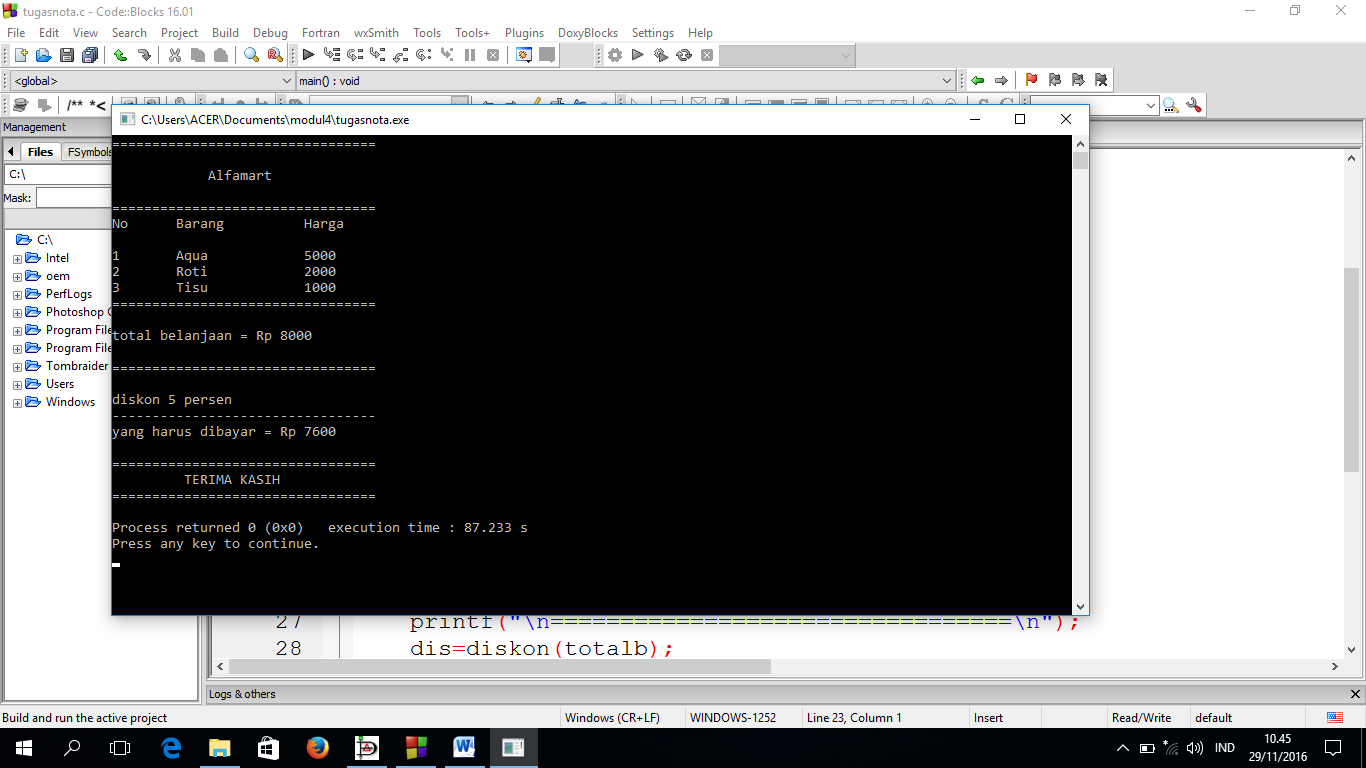 tugasnota.c - Code::Blocks 16.01
File Edit View Search Project Build Debug Fortran wxSmith Tools Tools+ Plugins DoxyBlocks Settings Help
<global> main() : void
/** *<
Management
C:\Users\ACER\Documents\modul4\tugasnota.exe
Files FSymbols
C:\
Mask:
C:\
Intel
oem
PerfLogs
Photoshop
Program File
Program File
Tombraider
Users
Windows
=================================
Alfamart
=================================
No Barang Harga
1 Aqua 5000
2 Roti 2000
3 Tisu 1000
=================================
total belanjaan = Rp 8000
=================================
diskon 5 persen
---------------------------------
yang harus dibayar = Rp 7600
=================================
TERIMA KASIH
=================================
Process returned 0 (0x0) execution time : 87.233 s
Press any key to continue.
27 printf("\n=================================\n");
28 dis=diskon(totalb);
Logs & others
Build and run the active project Windows (CR+LF) WINDOWS-1252 Line 23, Column 1 Insert Read/Write default
IND 10.45
29/11/2016